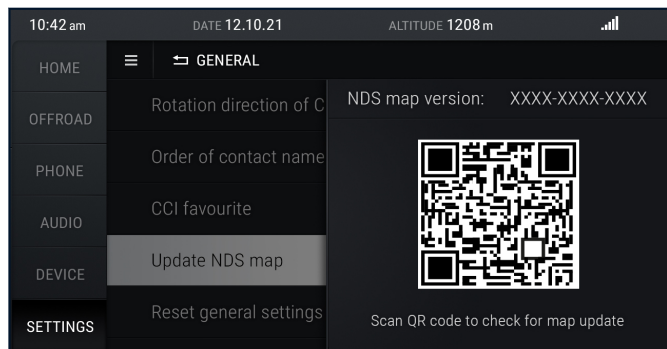 10:42 am DATE 12.10.21 ALTITUDE 1208 m
HOME
OFFROAD
PHONE
AUDIO
DEVICE
SETTINGS
GENERAL
Rotation direction of C
Order of contact name
CCI favourite
Update NDS map
Reset general settings
NDS map version: XXXX-XXXX-XXXX
Scan QR code to check for map update